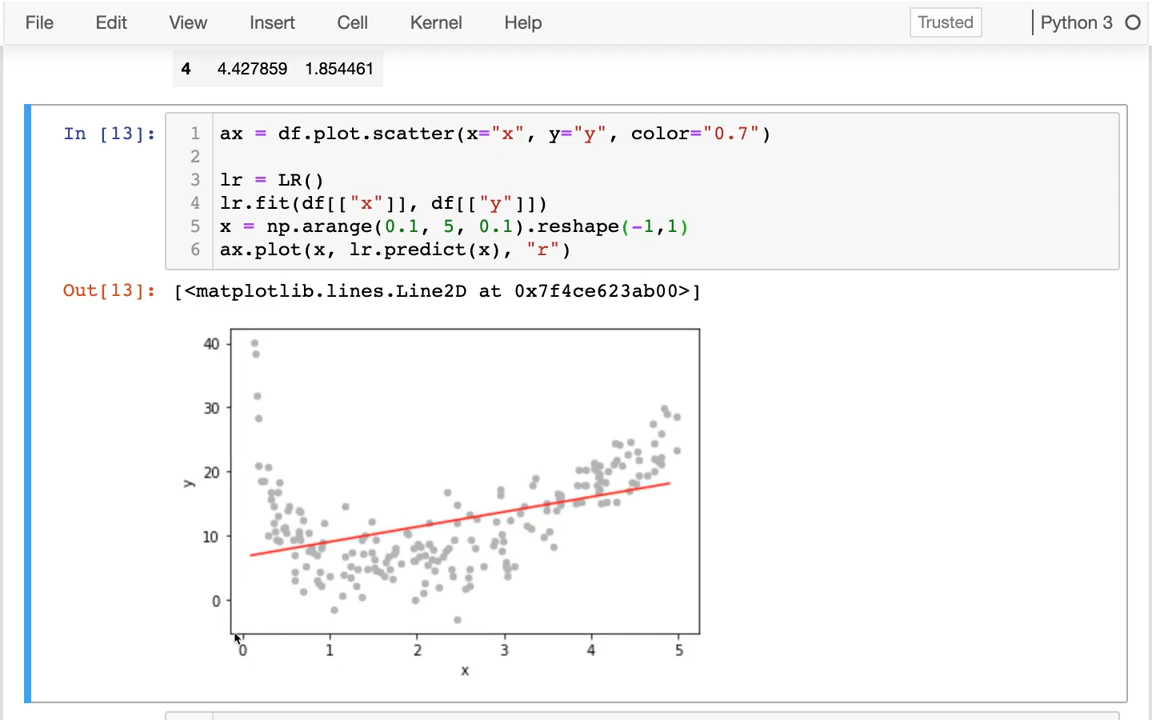 File Edit View Insert Cell Kernel Help Trusted Python 3
4 4.427859 1.854461
In [13]:
1 ax = df.plot.scatter(x="x", y="y", color="0.7")
2
3 lr = LR()
4 lr.fit(df[["x"]], df[["y"]])
5 x = np.arange(0.1, 5, 0.1).reshape(-1,1)
6 ax.plot(x, lr.predict(x), "r")
Out[13]: [<matplotlib.lines.Line2D at 0x7f4ce623ab00>]
40
30
20
y
10
0
0 1 2 3 4 5
x